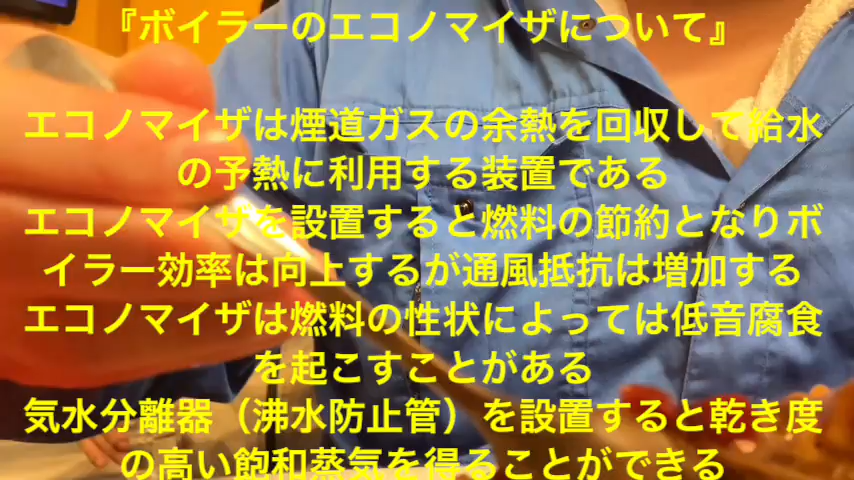 『ボイラーのエコノマイザについて』
エコノマイザは煙道ガスの余熱を回収して給水
の予熱に利用する装置である
エコノマイザを設置すると燃料の節約となりボ
イラー効率は向上するが通風抵抗は増加する
エコノマイザは燃料の性状によっては低音腐食
を起こすことがある
気水分離器（沸水防止管）を設置すると乾き度
の高い飽和蒸気を得ることができる